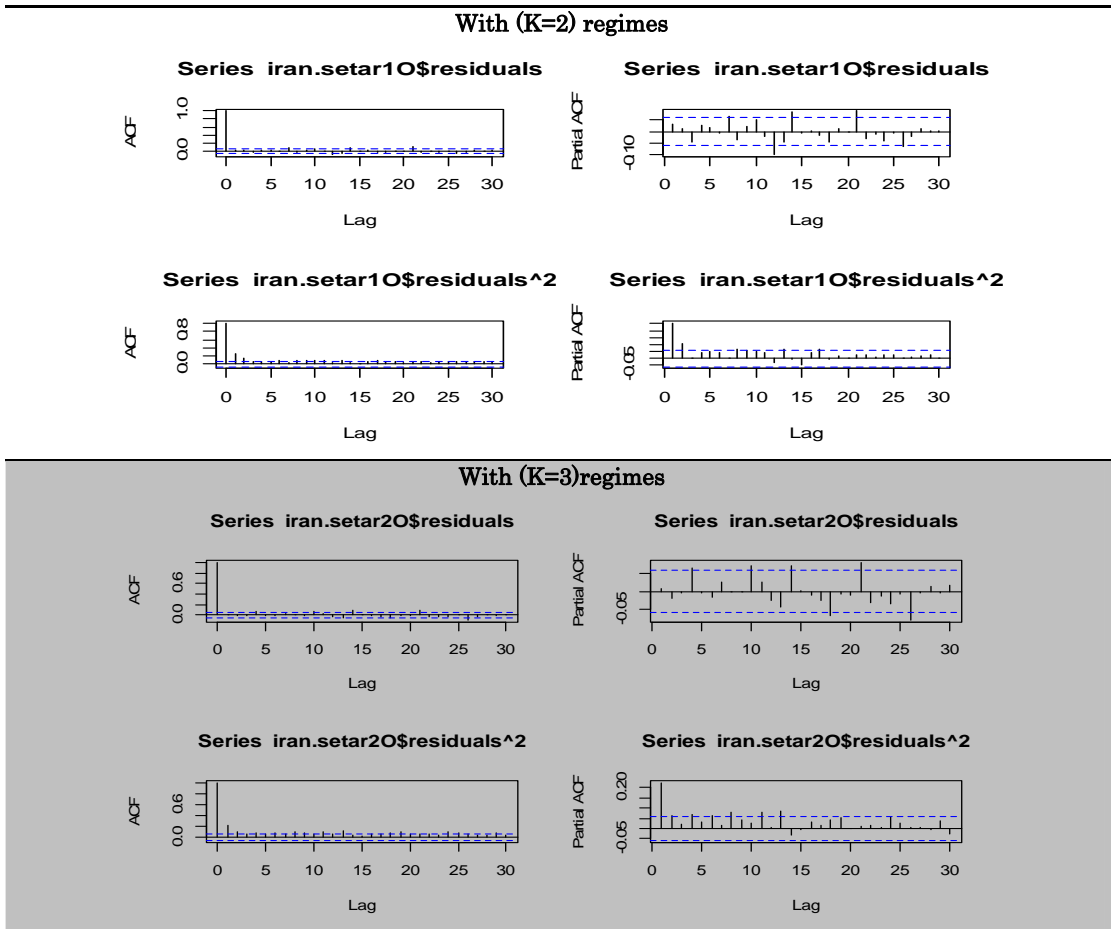 With (K=2) regimes
Series iran.setar1O$residuals
ACF
0.0 1.0
0 5 10 15 20 25 30
Lag
Series iran.setar1O$residuals
Partial ACF
-0.10
0 5 10 15 20 25 30
Lag
Series iran.setar1O$residuals^2
ACF
0.0 0.8
0 5 10 15 20 25 30
Lag
Series iran.setar1O$residuals^2
Partial ACF
-0.05
0 5 10 15 20 25 30
Lag
With (K=3)regimes
Series iran.setar2O$residuals
ACF
0.0 0.6
0 5 10 15 20 25 30
Lag
Series iran.setar2O$residuals
Partial ACF
-0.05
0 5 10 15 20 25 30
Lag
Series iran.setar2O$residuals^2
ACF
0.0 0.6
0 5 10 15 20 25 30
Lag
Series iran.setar2O$residuals^2
Partial ACF
-0.05 0.20
0 5 10 15 20 25 30
Lag